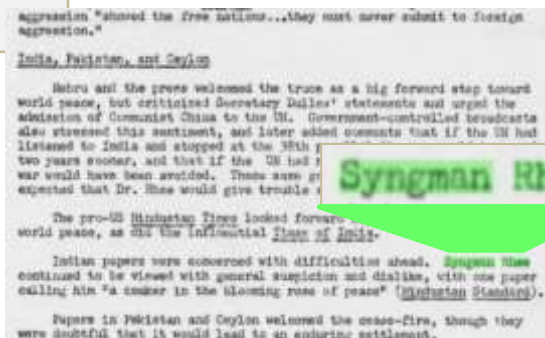 aggression "showed the free nations...they must never submit to foreign
aggression."
India, Pakistan, and Ceylon
Nehru and the press welcomed the truce as a big forward step toward
world peace, but criticized Secretary Dulles' statements and urged the
admission of Communist China to the UN. Government-controlled broadcasts
also stressed this sentiment, and later added comments that if the UN had
listened to India and stopped at the 38th
two years sooner, and that if the UN had
war would have been avoided. These same
expected that Dr. Rhee would give trouble
Syngman Rh
The pro-US Hindustan Times looked forward
world peace, as did the influential Times of India.
Indian papers were concerned with difficulties ahead. Syngman Rhee
continued to be viewed with general suspicion and dislike, with one paper
calling him "a canker in the blooming rose of peace" (Hindustan Standard).
Papers in Pakistan and Ceylon welcomed the cease-fire, though they
were doubtful that it would lead to an enduring settlement.